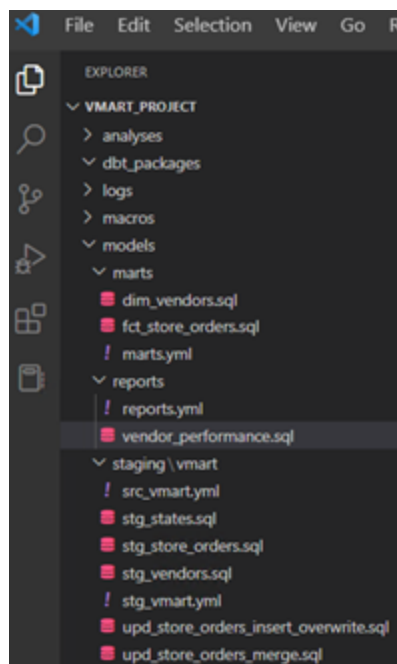 File Edit Selection View Go
EXPLORER
VMART_PROJECT
analyses
dbt_packages
logs
macros
models
marts
dim_vendors.sql
fct_store_orders.sql
marts.yml
reports
reports.yml
vendor_performance.sql
staging\vmart
src_vmart.yml
stg_states.sql
stg_store_orders.sql
stg_vendors.sql
stg_vmart.yml
upd_store_orders_insert_overwrite.sql
upd_store_orders_merge.sql